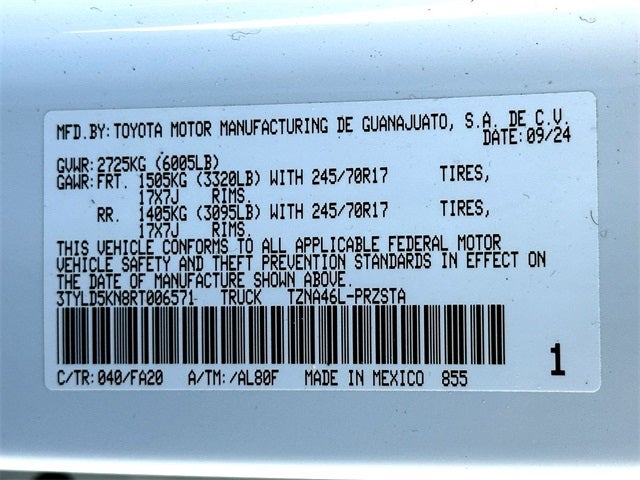 MFD.BY:TOYOTA MOTOR MANUFACTURING DE GUANAJUATO, S.A. DE C.V.
DATE:09/24
GVWR:2725KG (6005LB)
GAWR:FRT. 1505KG (3320LB) WITH 245/70R17 TIRES,
17X7J RIMS.
RR. 1405KG (3095LB) WITH 245/70R17 TIRES,
17X7J RIMS.
THIS VEHICLE CONFORMS TO ALL APPLICABLE FEDERAL MOTOR
VEHICLE SAFETY AND THEFT PREVENTION STANDARDS IN EFFECT ON
THE DATE OF MANUFACTURE SHOWN ABOVE.
3TYLD5KN8RT006571 TRUCK TZNA46L-PRZSTA
1
C/TR:040/FA20 A/TM:/AL80F MADE IN MEXICO 855